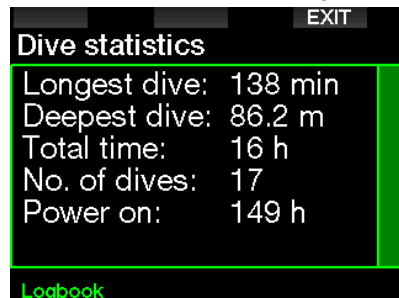 EXIT
Dive statistics
Longest dive: 138 min
Deepest dive: 86.2 m
Total time: 16 h
No. of dives: 17
Power on: 149 h
Logbook